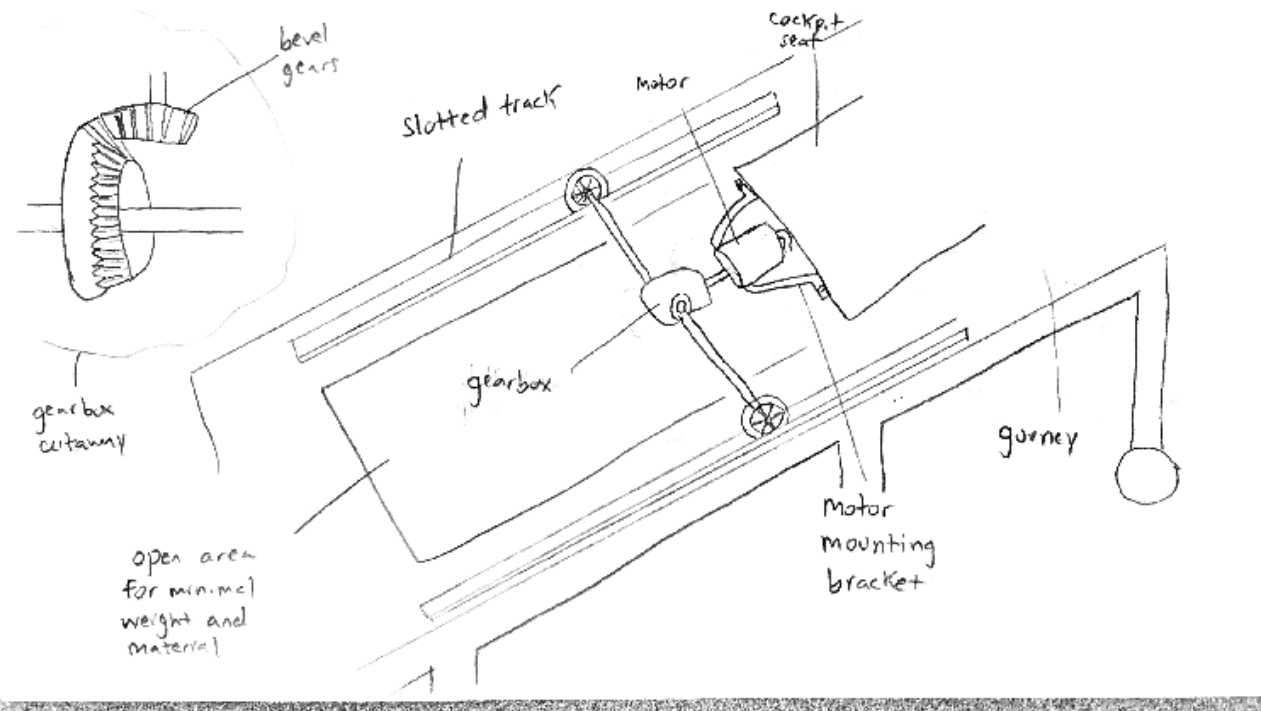 bevel
gears
Slotted track
Motor
cockpit
seat
gearbox
cutaway
gearbox
gurney
open area
for minimal
weight and
material
Motor
mounting
bracket